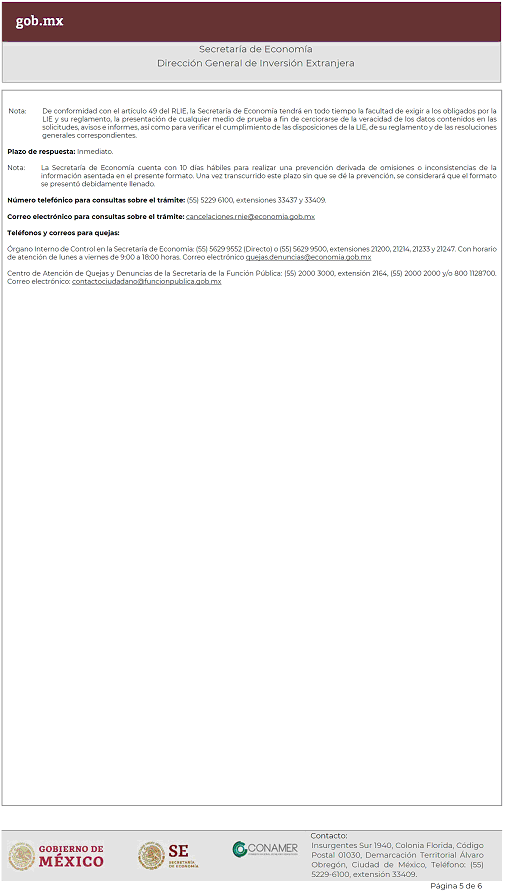 gob.mx
Secretaría de Economía
Dirección General de Inversión Extranjera
Nota: De conformidad con el artículo 49 del RLIE, la Secretaría de Economía tendrá en todo tiempo la facultad de exigir a los obligados por la
LIE y su reglamento, la presentación de cualquier medio de prueba a fin de cerciorarse de la veracidad de los datos contenidos en las
solicitudes, avisos e informes, así como para verificar el cumplimiento de las disposiciones de la LIE, de su reglamento y de las resoluciones
generales correspondientes.
Plazo de respuesta: Inmediato.
Nota: La Secretaría de Economía cuenta con 10 días hábiles para realizar una prevención derivada de omisiones o inconsistencias de la
información asentada en el presente formato. Una vez transcurrido este plazo sin que se dé la prevención, se considerará que el formato
se presentó debidamente llenado.
Número telefónico para consultas sobre el trámite: (55) 5229 6100, extensiones 33437 y 33409.
Correo electrónico para consultas sobre el trámite: cancelaciones.rnie@economia.gob.mx
Teléfonos y correos para quejas:
Órgano Interno de Control en la Secretaría de Economía: (55) 5629 9552 (Directo) o (55) 5629 9500, extensiones 21200, 21214, 21233 y 21247. Con horario
de atención de lunes a viernes de 9:00 a 18:00 horas. Correo electrónico quejas.denuncias@economia.gob.mx
Centro de Atención de Quejas y Denuncias de la Secretaría de la Función Pública: (55) 2000 3000, extensión 2164, (55) 2000 2000 y/o 800 1128700.
Correo electrónico: contactociudadano@funcionpublica.gob.mx
GOBIERNO DE
MÉXICO
SE
SECRETARÍA
DE ECONOMÍA
CONAMER
Contacto:
Insurgentes Sur 1940, Colonia Florida, Código
Postal 01030, Demarcación Territorial Álvaro
Obregón, Ciudad de México, Teléfono: (55)
5229-6100, extensión 33409.
Página 5 de 6